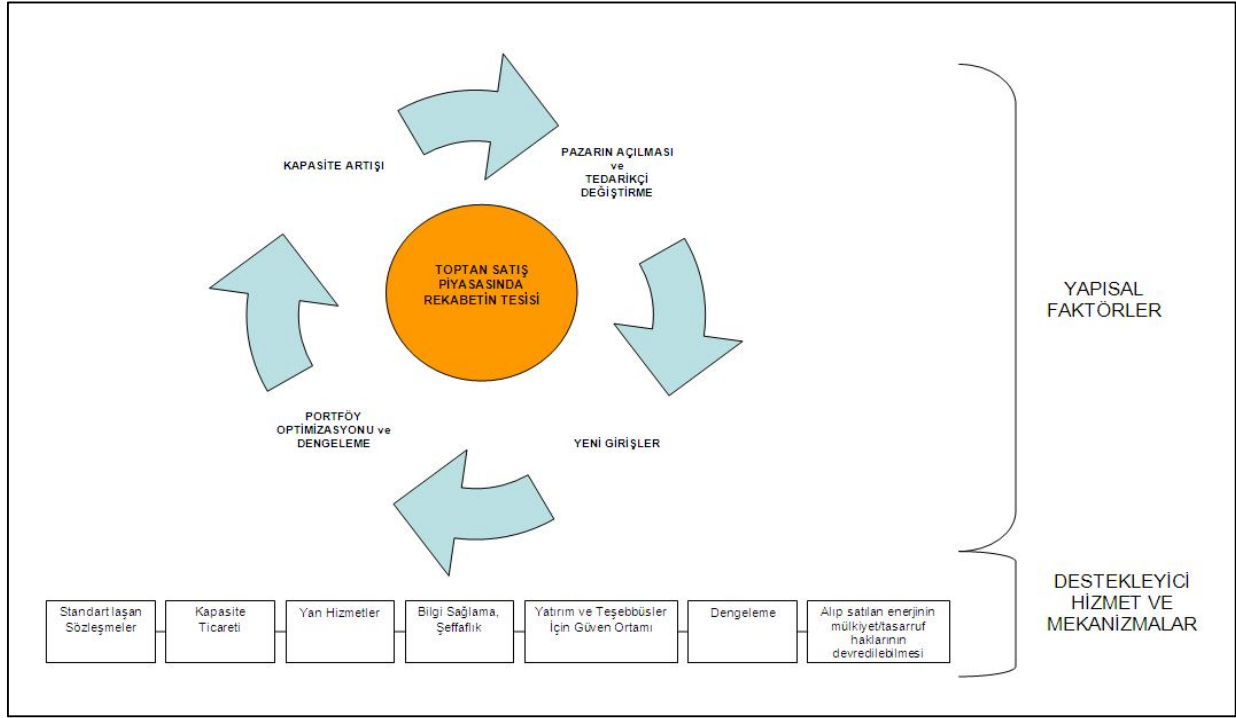 KAPASİTE ARTIŞI
PAZARIN AÇILMASI
ve
TEDARİKÇİ
DEĞİŞTİRME
TOPTAN SATIŞ
PİYASASINDA
REKABETİN TESİSİ
YAPISAL
FAKTÖRLER
PORTFÖY
OPTİMİZASYONU ve
DENGELEME
YENİ GİRİŞLER
DESTEKLEYİCİ
HİZMET VE
MEKANİZMALAR
Standart laşan
Sözleşmeler
Kapasite
Ticareti
Yan Hizmetler
Bilgi Sağlama,
Şeffaflık
Yatırım ve Teşebbüsler
İçin Güven Ortamı
Dengeleme
Alıp satılan enerjinin
mülkiyet/tasarruf
haklarının
devredilebilmesi